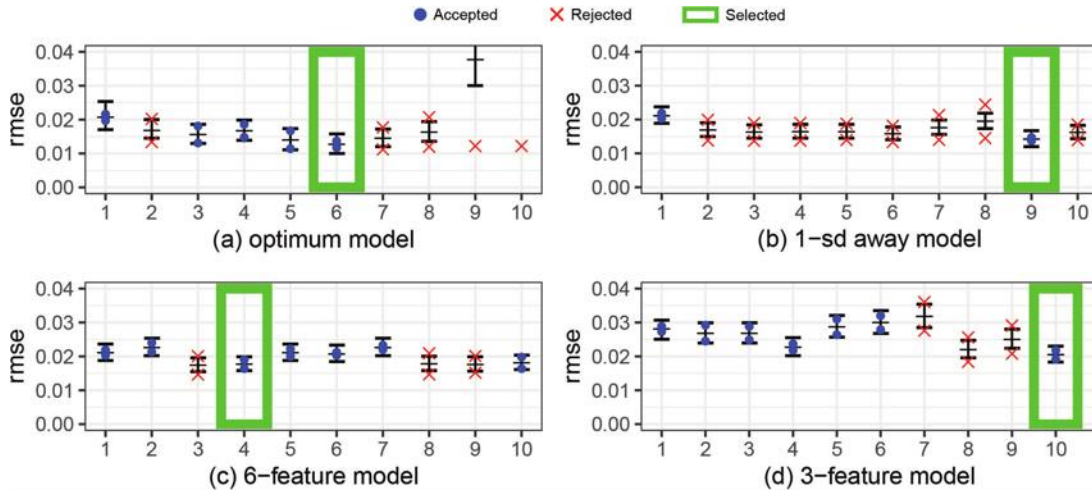 Accepted Rejected Selected
0.04 0.04
0.03 0.03
rmse rmse
0.02 0.02
0.01 0.01
0.00 0.00
1 2 3 4 5 6 7 8 9 10 1 2 3 4 5 6 7 8 9 10
(a) optimum model (b) 1-sd away model
0.04 0.04
0.03 0.03
rmse rmse
0.02 0.02
0.01 0.01
0.00 0.00
1 2 3 4 5 6 7 8 9 10 1 2 3 4 5 6 7 8 9 10
(c) 6-feature model (d) 3-feature model